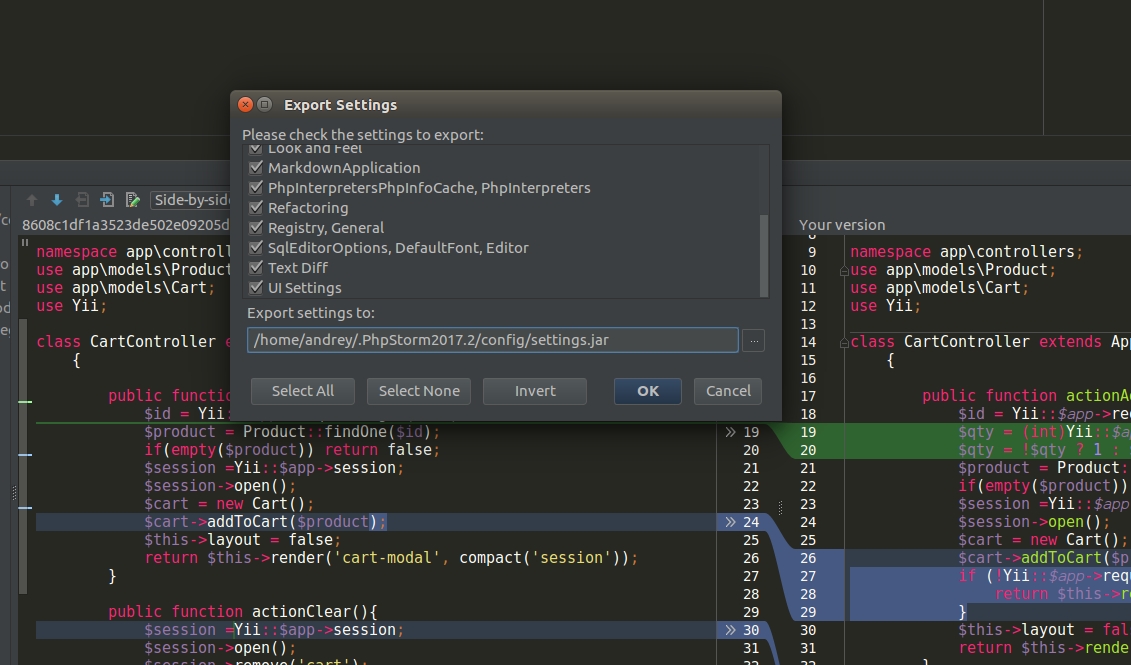 Export Settings
Please check the settings to export:
Look and Feel
MarkdownApplication
PhpInterpretersPhpInfoCache, PhpInterpreters
Refactoring
Registry, General
SqlEditorOptions, DefaultFont, Editor
Text Diff
UI Settings
Export settings to:
/home/andrey/.PhpStorm2017.2/config/settings.jar
...
Select All
Select None
Invert
OK
Cancel
Side-by-side
8608c1df1a3523de502e09205d
namespace app\controll
use app\models\Product
use app\models\Cart;
use Yii;
class CartController e
{
public functio
$id = Yii:
$product = Product::findOne($id);
if(empty($product)) return false;
$session =Yii::$app->session;
$session->open();
$cart = new Cart();
$cart->addToCart($product);
$this->layout = false;
return $this->render('cart-modal', compact('session'));
}
public function actionClear(){
$session =Yii::$app->session;
$session->open();
$session->remove('cart');
19
20
21
22
23
24
25
26
27
28
29
30
31
32
Your version
8
9 namespace app\controllers;
10 use app\models\Product;
11 use app\models\Cart;
12 use Yii;
13
14 class CartController extends Ap
15 {
16
17 public function actionA
18 $id = Yii::$app->re
19 $qty = (int)Yii::$a
20 $qty = !$qty ? 1 :
21 $product = Product:
22 if(empty($product))
23 $session =Yii::$app
24 $session->open();
25 $cart = new Cart();
26 $cart->addToCart($p
27 if (!Yii::$app->requ
28 return $this->re
29 }
30 $this->layout = fal
31 return $this->rende
32 }